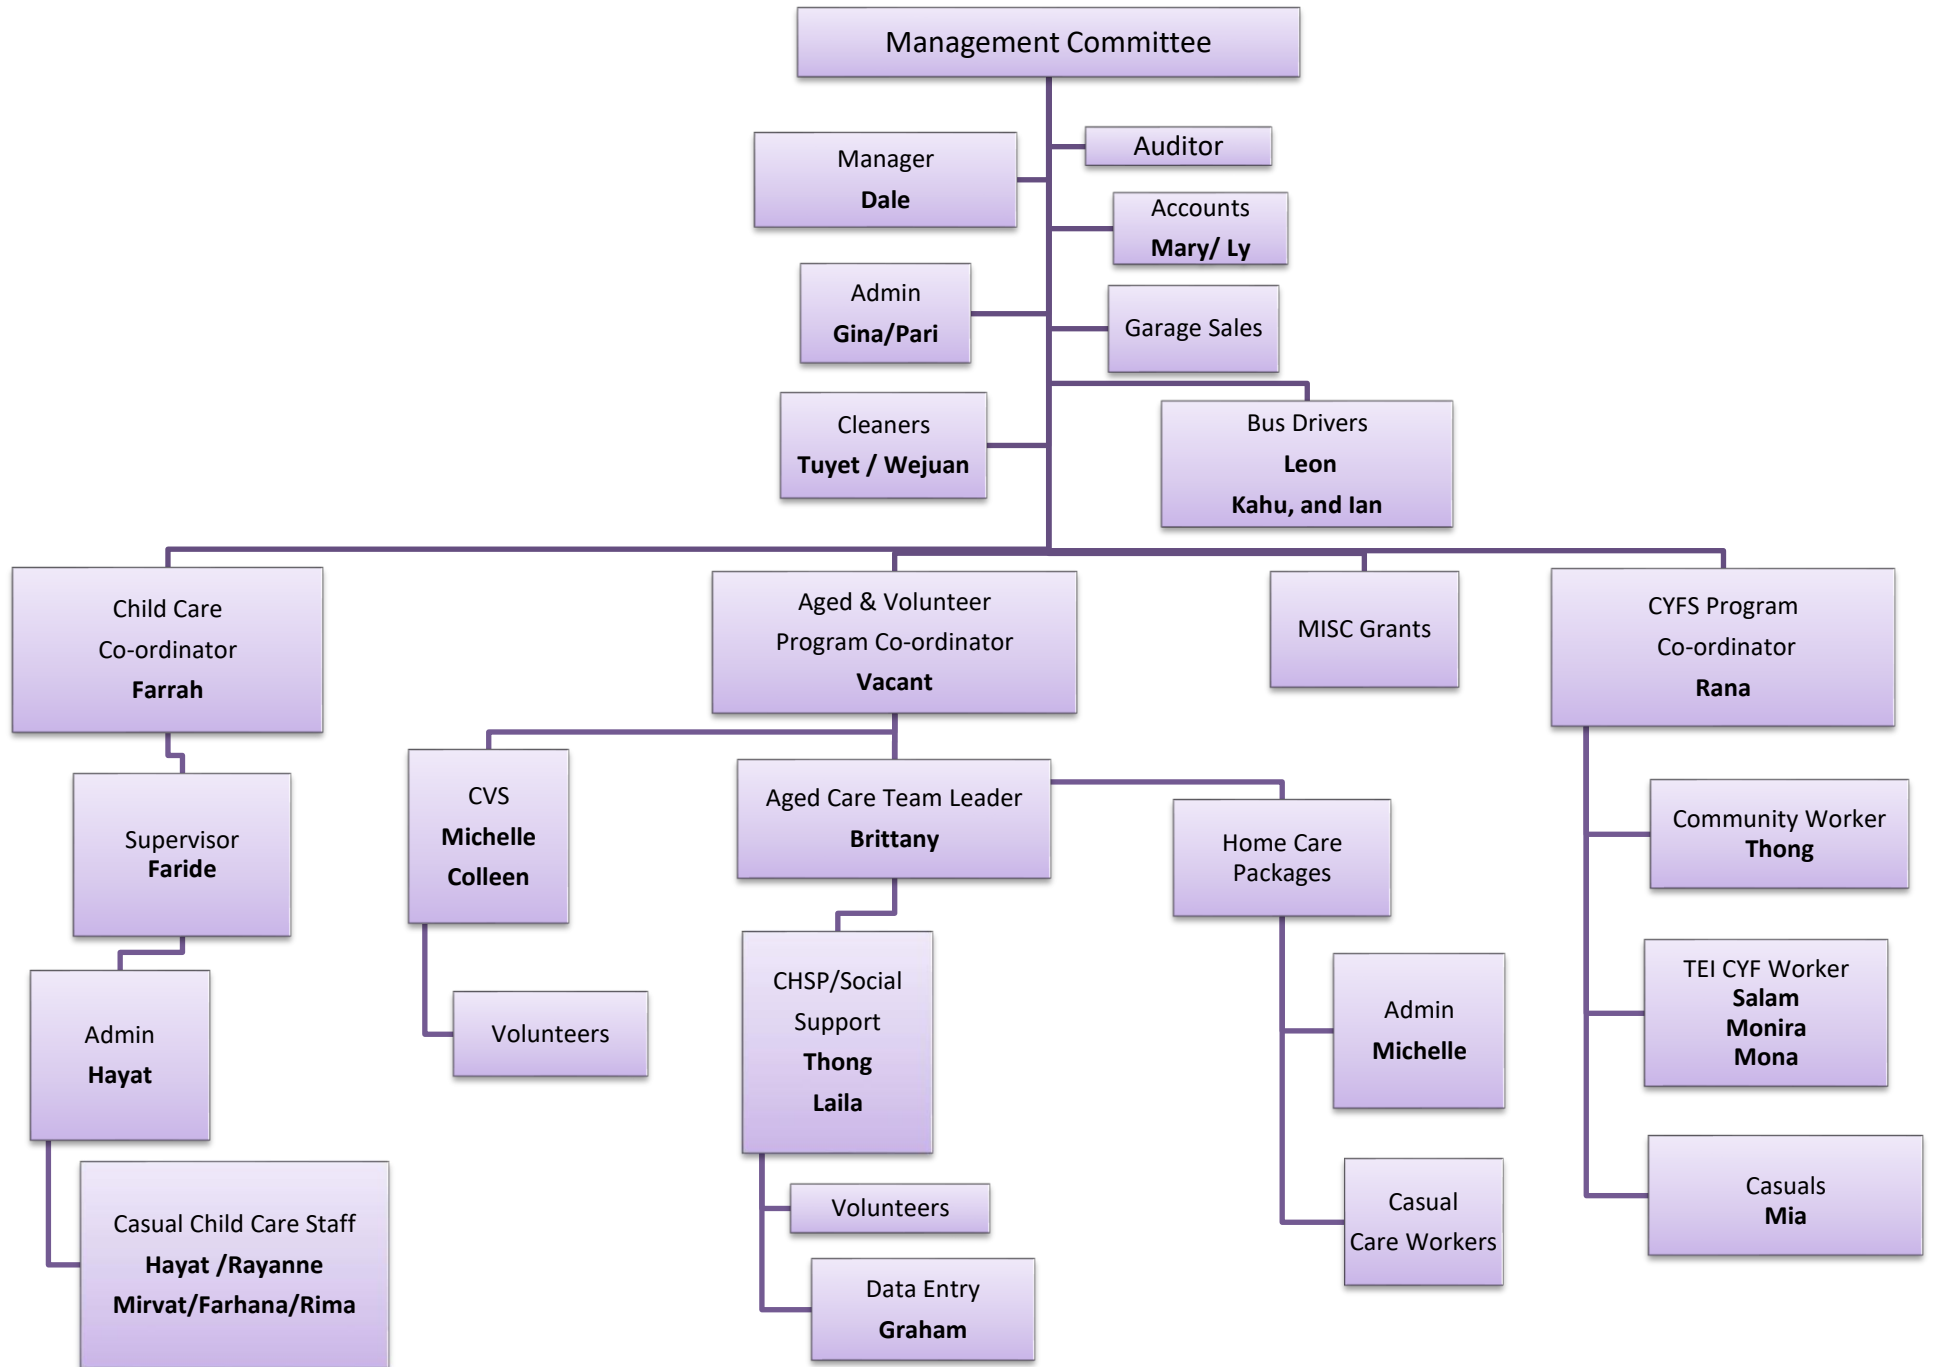 Management Committee
Manager
Dale
Auditor
Accounts
Mary/ Ly
Admin
Gina/Pari
Garage Sales
Cleaners
Tuyet / Wejuan
Bus Drivers
Leon
Kahu, and Ian
Child Care
Co-ordinator
Farrah
Aged & Volunteer
Program Co-ordinator
Vacant
MISC Grants
CYFS Program
Co-ordinator
Rana
Supervisor
Faride
CVS
Michelle
Colleen
Aged Care Team Leader
Brittany
Home Care
Packages
Community Worker
Thong
Admin
Hayat
Volunteers
CHSP/Social
Support
Thong
Laila
Admin
Michelle
TEI CYF Worker
Salam
Monira
Mona
Casual Child Care Staff
Hayat /Rayanne
Mirvat/Farhana/Rima
Volunteers
Data Entry
Graham
Casual
Care Workers
Casuals
Mia